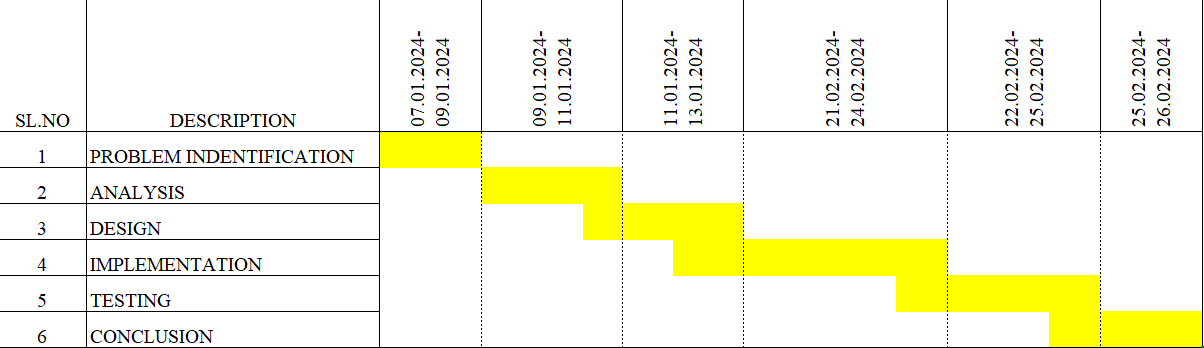 SL.NO DESCRIPTION 07.01.2024- 09.01.2024 09.01.2024- 11.01.2024 11.01.2024- 13.01.2024 21.02.2024- 24.02.2024 22.02.2024- 25.02.2024 25.02.2024- 26.02.2024
1 PROBLEM INDENTIFICATION
2 ANALYSIS
3 DESIGN
4 IMPLEMENTATION
5 TESTING
6 CONCLUSION